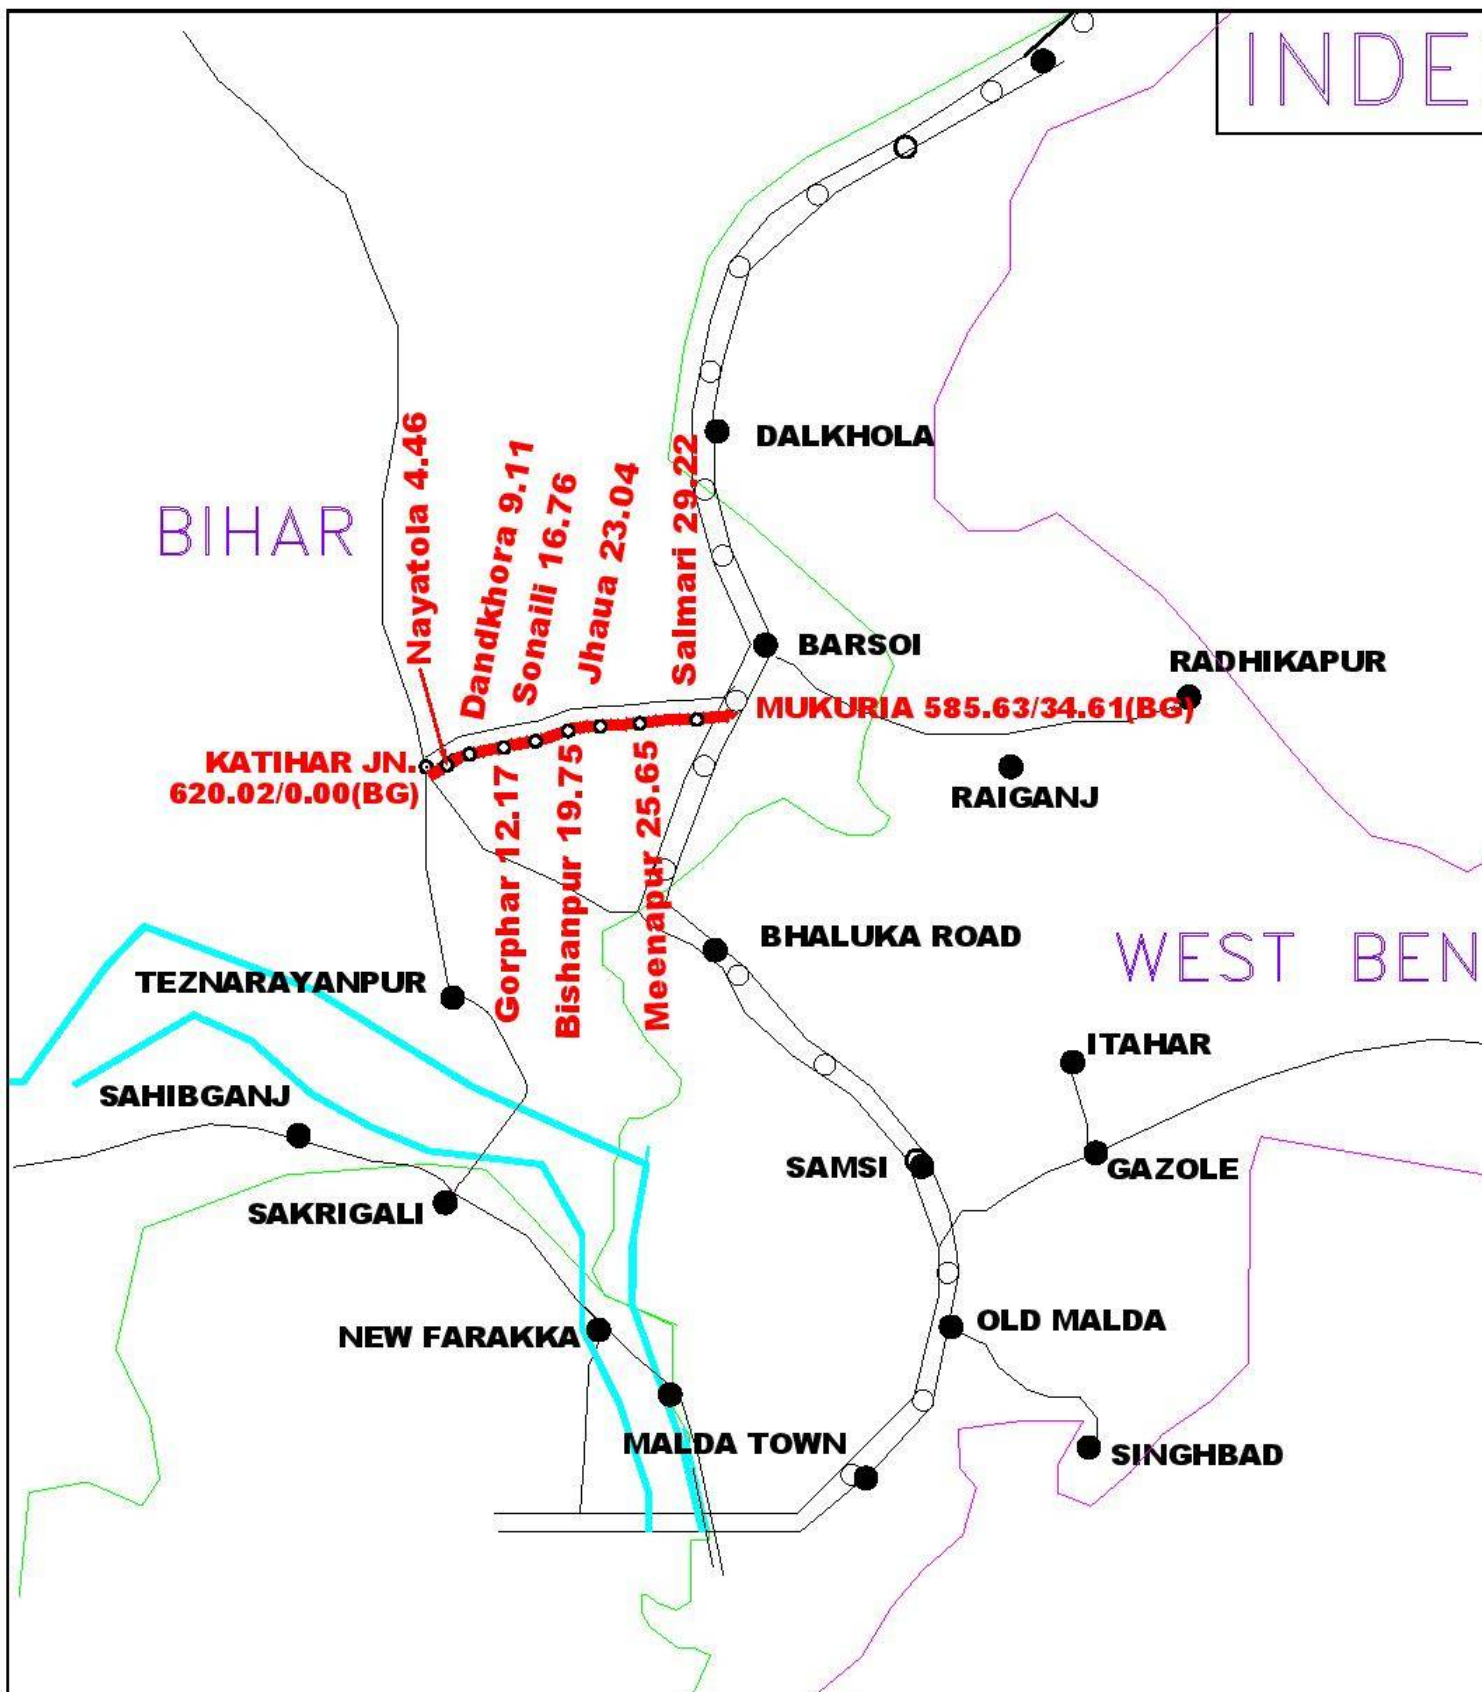 INDE
DALKHOLA
BIHAR
Nayatola 4.46
Dandkhora 9.11
Sonaili 16.76
Jhaua 23.04
Salmari 29.22
BARSOI
RADHIKAPUR
MUKURIA 585.63/34.61(BG)
KATIHAR JN.
620.02/0.00(BG)
RAIGANJ
Gorphar 12.17
Bishanpur 19.75
Meenapur 25.65
BHALUKA ROAD
WEST BEN
TEZNARAYANPUR
ITAHAR
SAHIBGANJ
SAMSI
GAZOLE
SAKRIGALI
OLD MALDA
NEW FARAKKA
MALDA TOWN
SINGHBAD